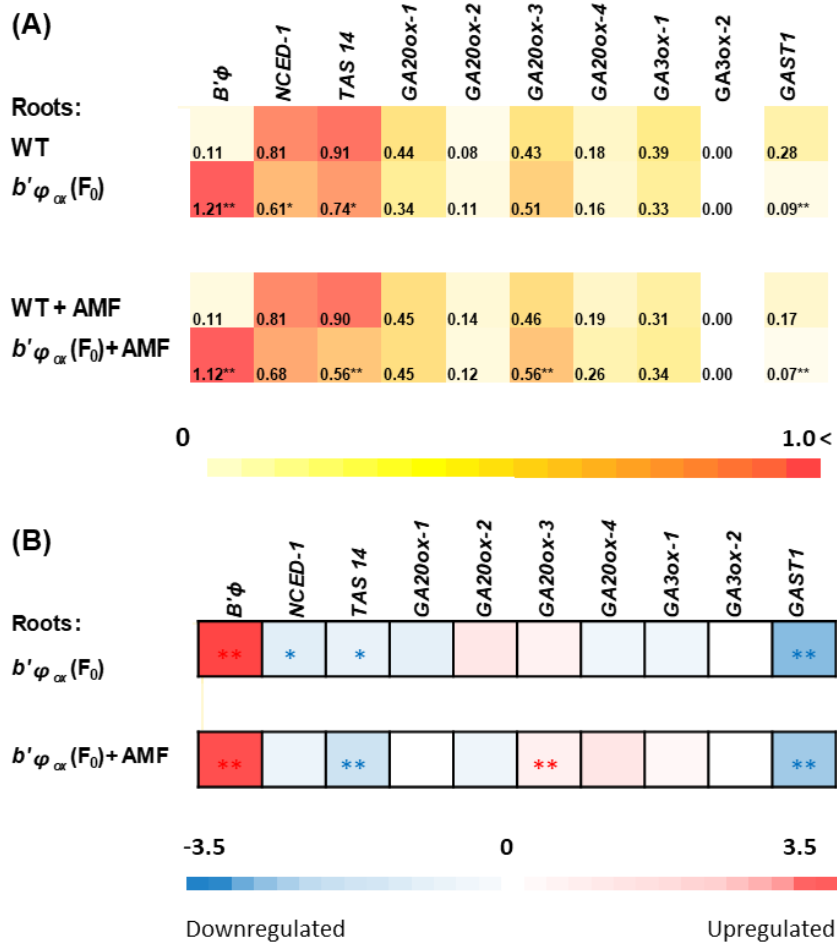 (A)
B'ϕ NCED-1 TAS 14 GA20ox-1 GA20ox-2 GA20ox-3 GA20ox-4 GA3ox-1 GA3ox-2 GAST1
Roots:
WT 0.11 0.81 0.91 0.44 0.08 0.43 0.18 0.39 0.00 0.28
b'φ ox (F0) 1.21** 0.61* 0.74* 0.34 0.11 0.51 0.16 0.33 0.00 0.09**
WT + AMF 0.11 0.81 0.90 0.45 0.14 0.46 0.19 0.31 0.00 0.17
b'φ ox (F0)+ AMF 1.12** 0.68 0.56** 0.45 0.12 0.56** 0.26 0.34 0.00 0.07**
0 1.0 <
(B)
B'ϕ NCED-1 TAS 14 GA20ox-1 GA20ox-2 GA20ox-3 GA20ox-4 GA3ox-1 GA3ox-2 GAST1
Roots:
b'φ ox (F0) ** * * **
b'φ ox (F0)+ AMF ** ** ** **
-3.5 0 3.5
Downregulated Upregulated